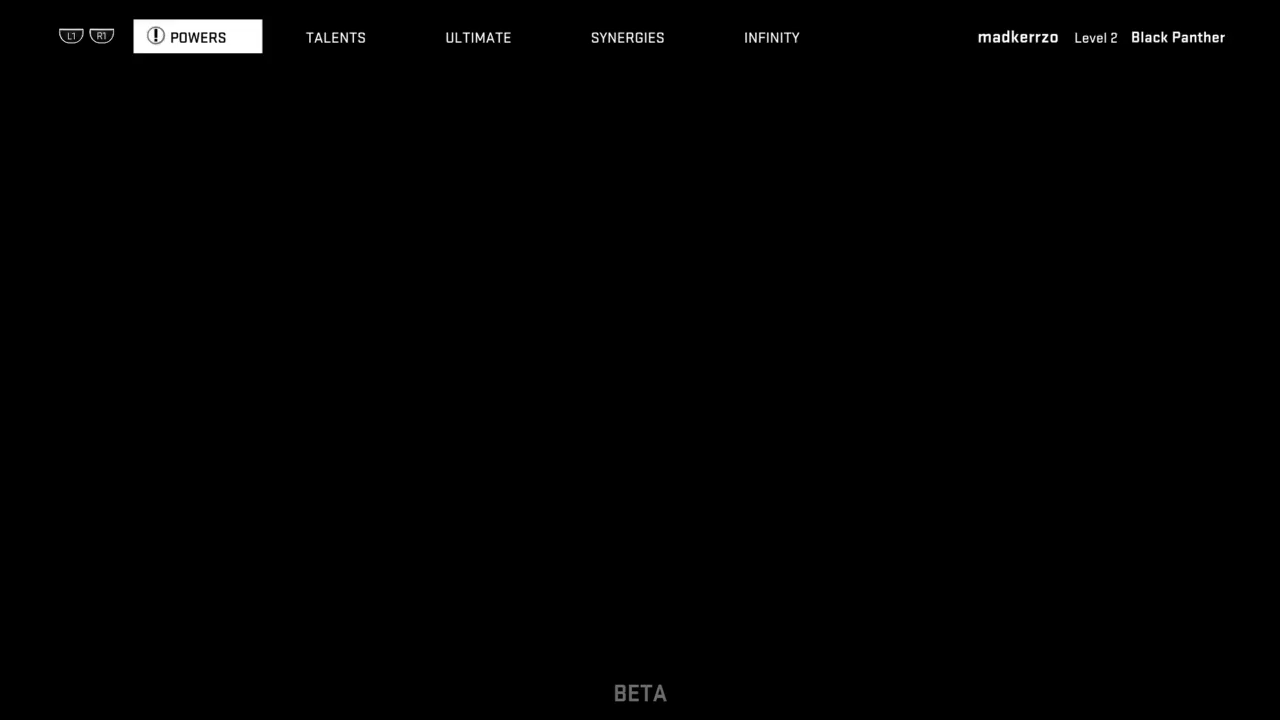 L1 R1 POWERS TALENTS ULTIMATE SYNERGIES INFINITY madkerrzo Level 2 Black Panther
BETA